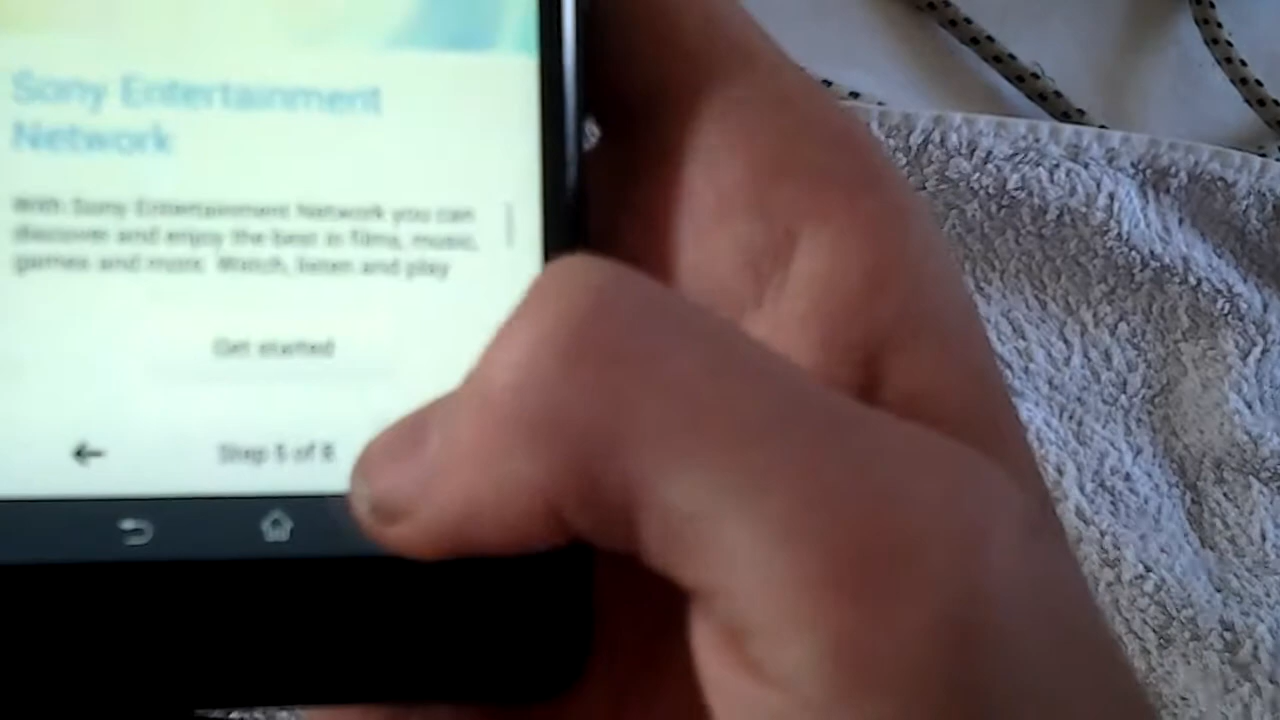 Sony Entertainment
Network
With Sony Entertainment Network you can
discover and enjoy the best in films, music,
games and more. Watch, listen and play
Get started
Step 5 of 8